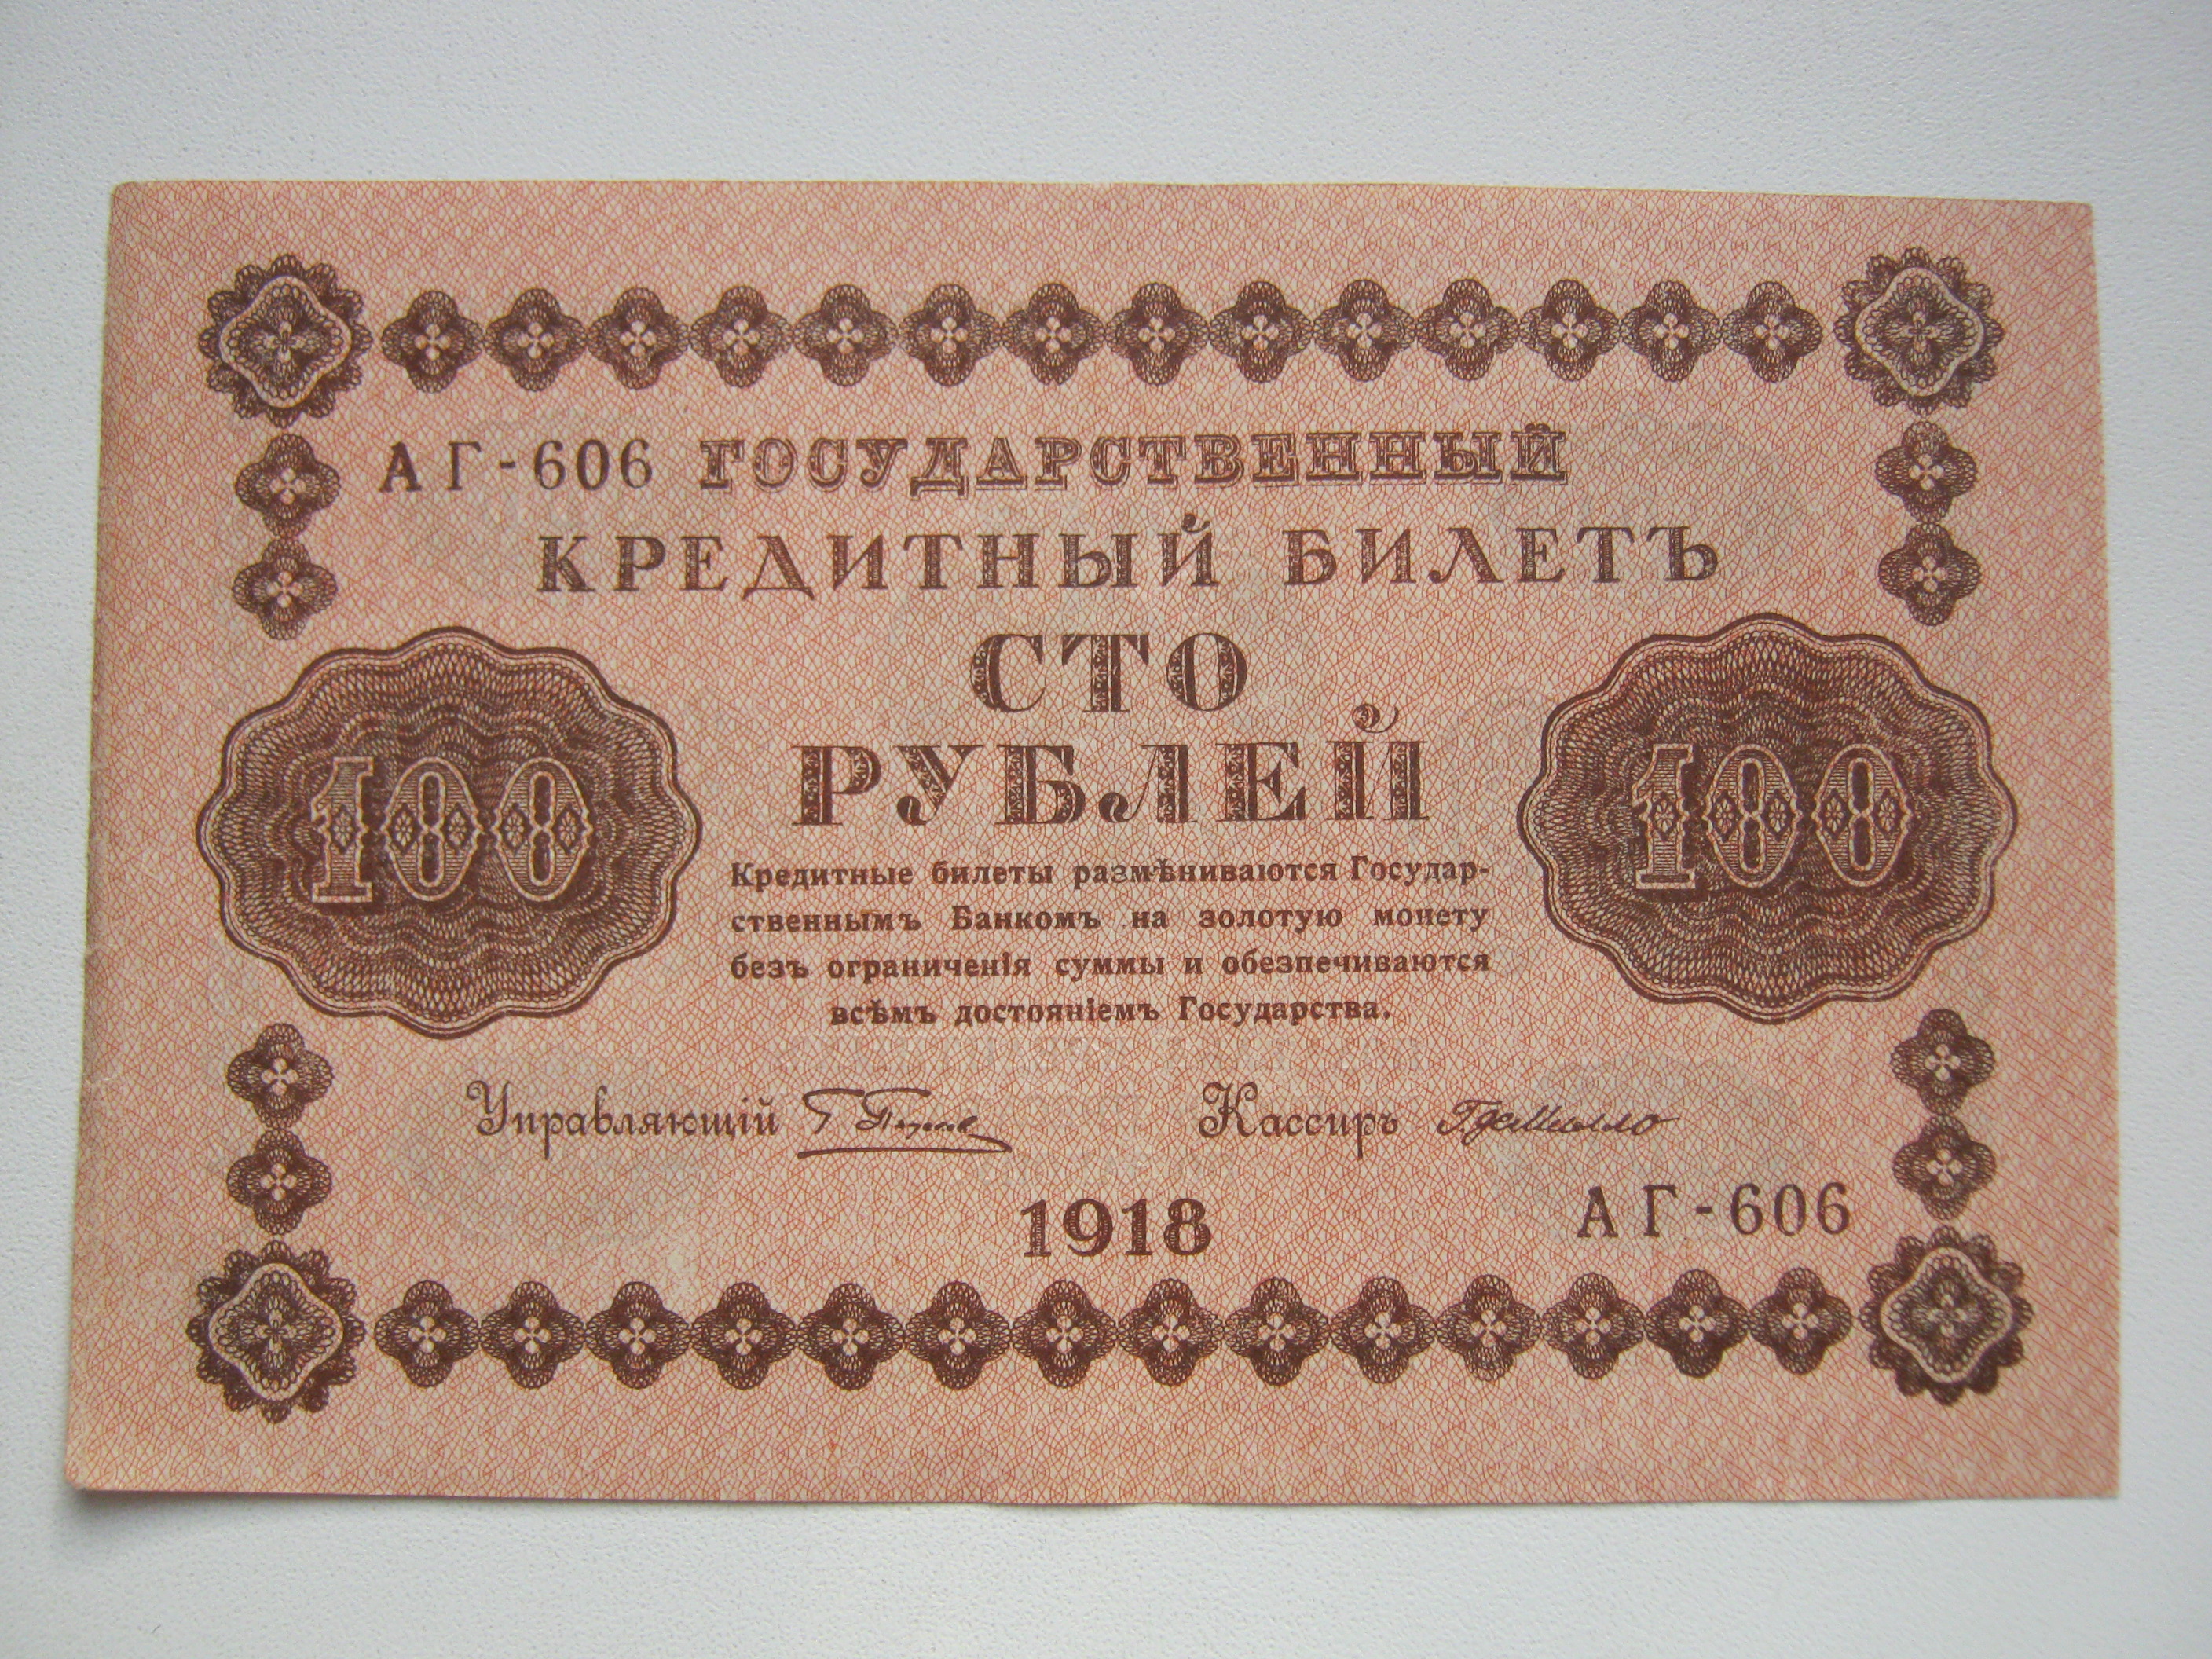 АГ-606 ГОСУДАРСТВЕННЫЙ
КРЕДИТНЫЙ БИЛЕТЪ
СТО
РУБЛЕЙ
100
100
Кредитные билеты размѣниваются Государ-
ственнымъ Банкомъ на золотую монету
безъ ограниченія суммы и обезпечиваются
всѣмъ достояніемъ Государства.
Управляющій Кассиръ
АГ-606
1918